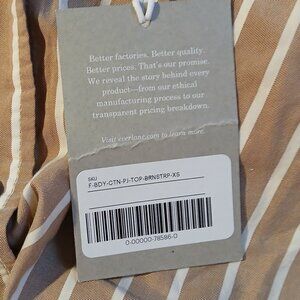 Better factories. Better quality.
Better prices. That's our promise.
We reveal the story behind every
product—from our ethical
manufacturing process to our
transparent pricing breakdown.
Visit everlane.com to learn more.
SKU
F-BDY-CTN-PJ-TOP-BRNSTRP-XS
0-00000-78586-0